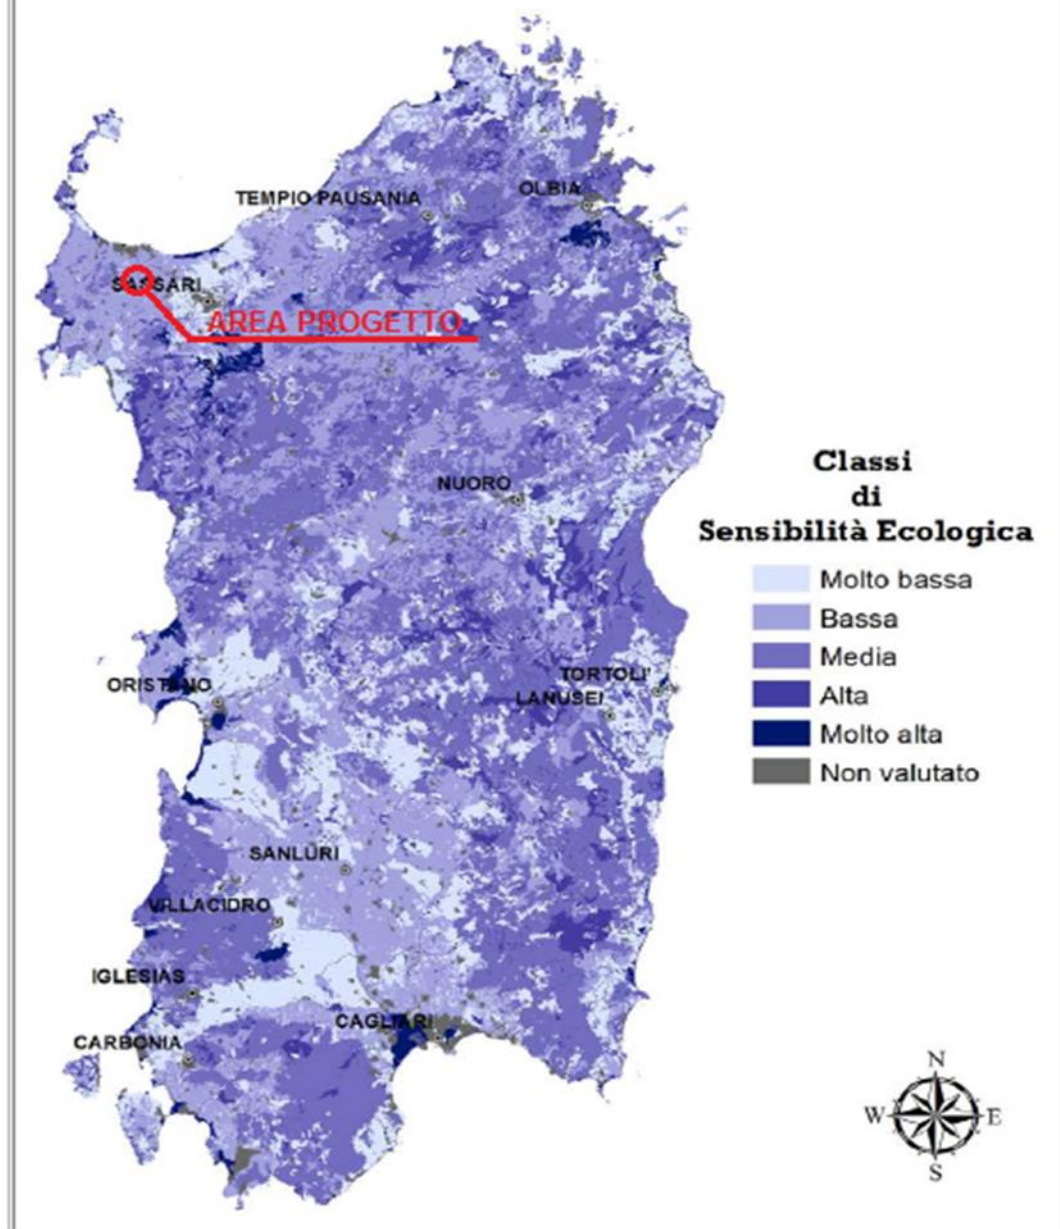 TEMPIO PAUSANIA
OLBIA
SASSARI
AREA PROGETTO
NUORO
Classi
di
Sensibilità Ecologica
Molto bassa
Bassa
Media
Alta
Molto alta
Non valutato
TORTOLI'
LANUSEI
ORISTANO
SANLURI
VILLACIDRO
IGLESIAS
CAGLIARI
CARBONIA
N
W
E
S